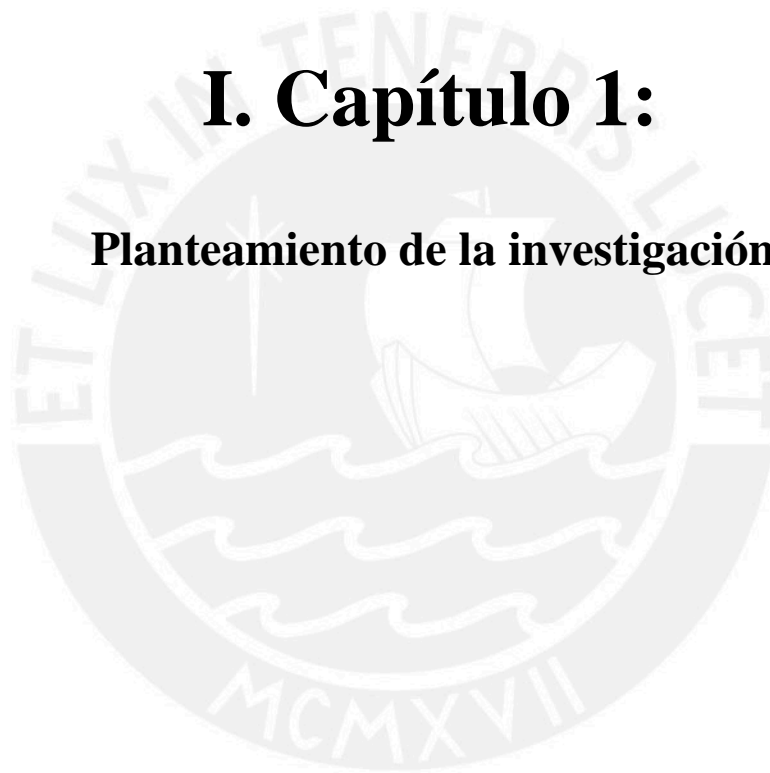 I. Capítulo 1:
Planteamiento de la investigación
ET LUX IN TENEBRIS LUCET
MCMXVII